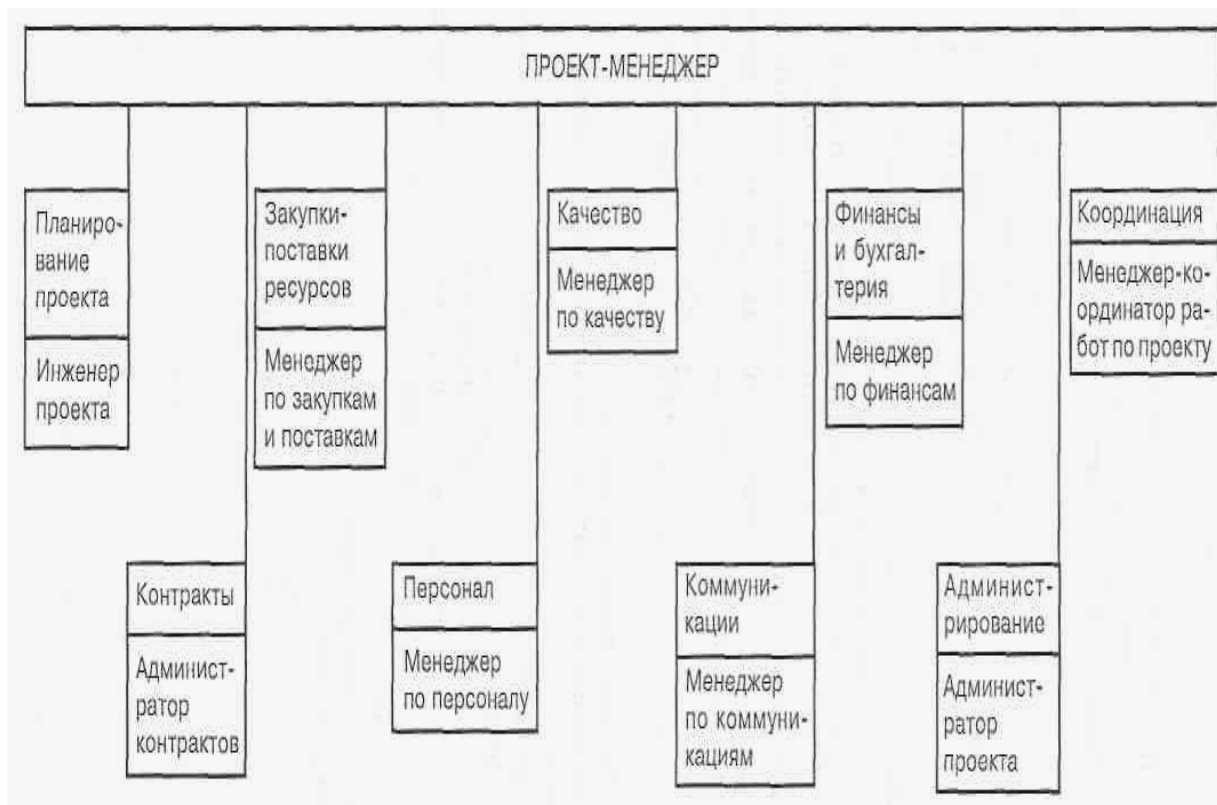 ПРОЕКТ-МЕНЕДЖЕР
Планиро-
вание
проекта
Инженер
проекта
Закупки-
поставки
ресурсов
Менеджер
по закупкам
и поставкам
Качество
Менеджер
по качеству
Финансы
и бухгал-
терия
Менеджер
по финансам
Координация
Менеджер-ко-
ординатор ра-
бот по проекту
Контракты
Админист-
ратор
контрактов
Персонал
Менеджер
по персоналу
Коммуни-
кации
Менеджер
по коммуни-
кациям
Админист-
рирование
Админист-
ратор
проекта